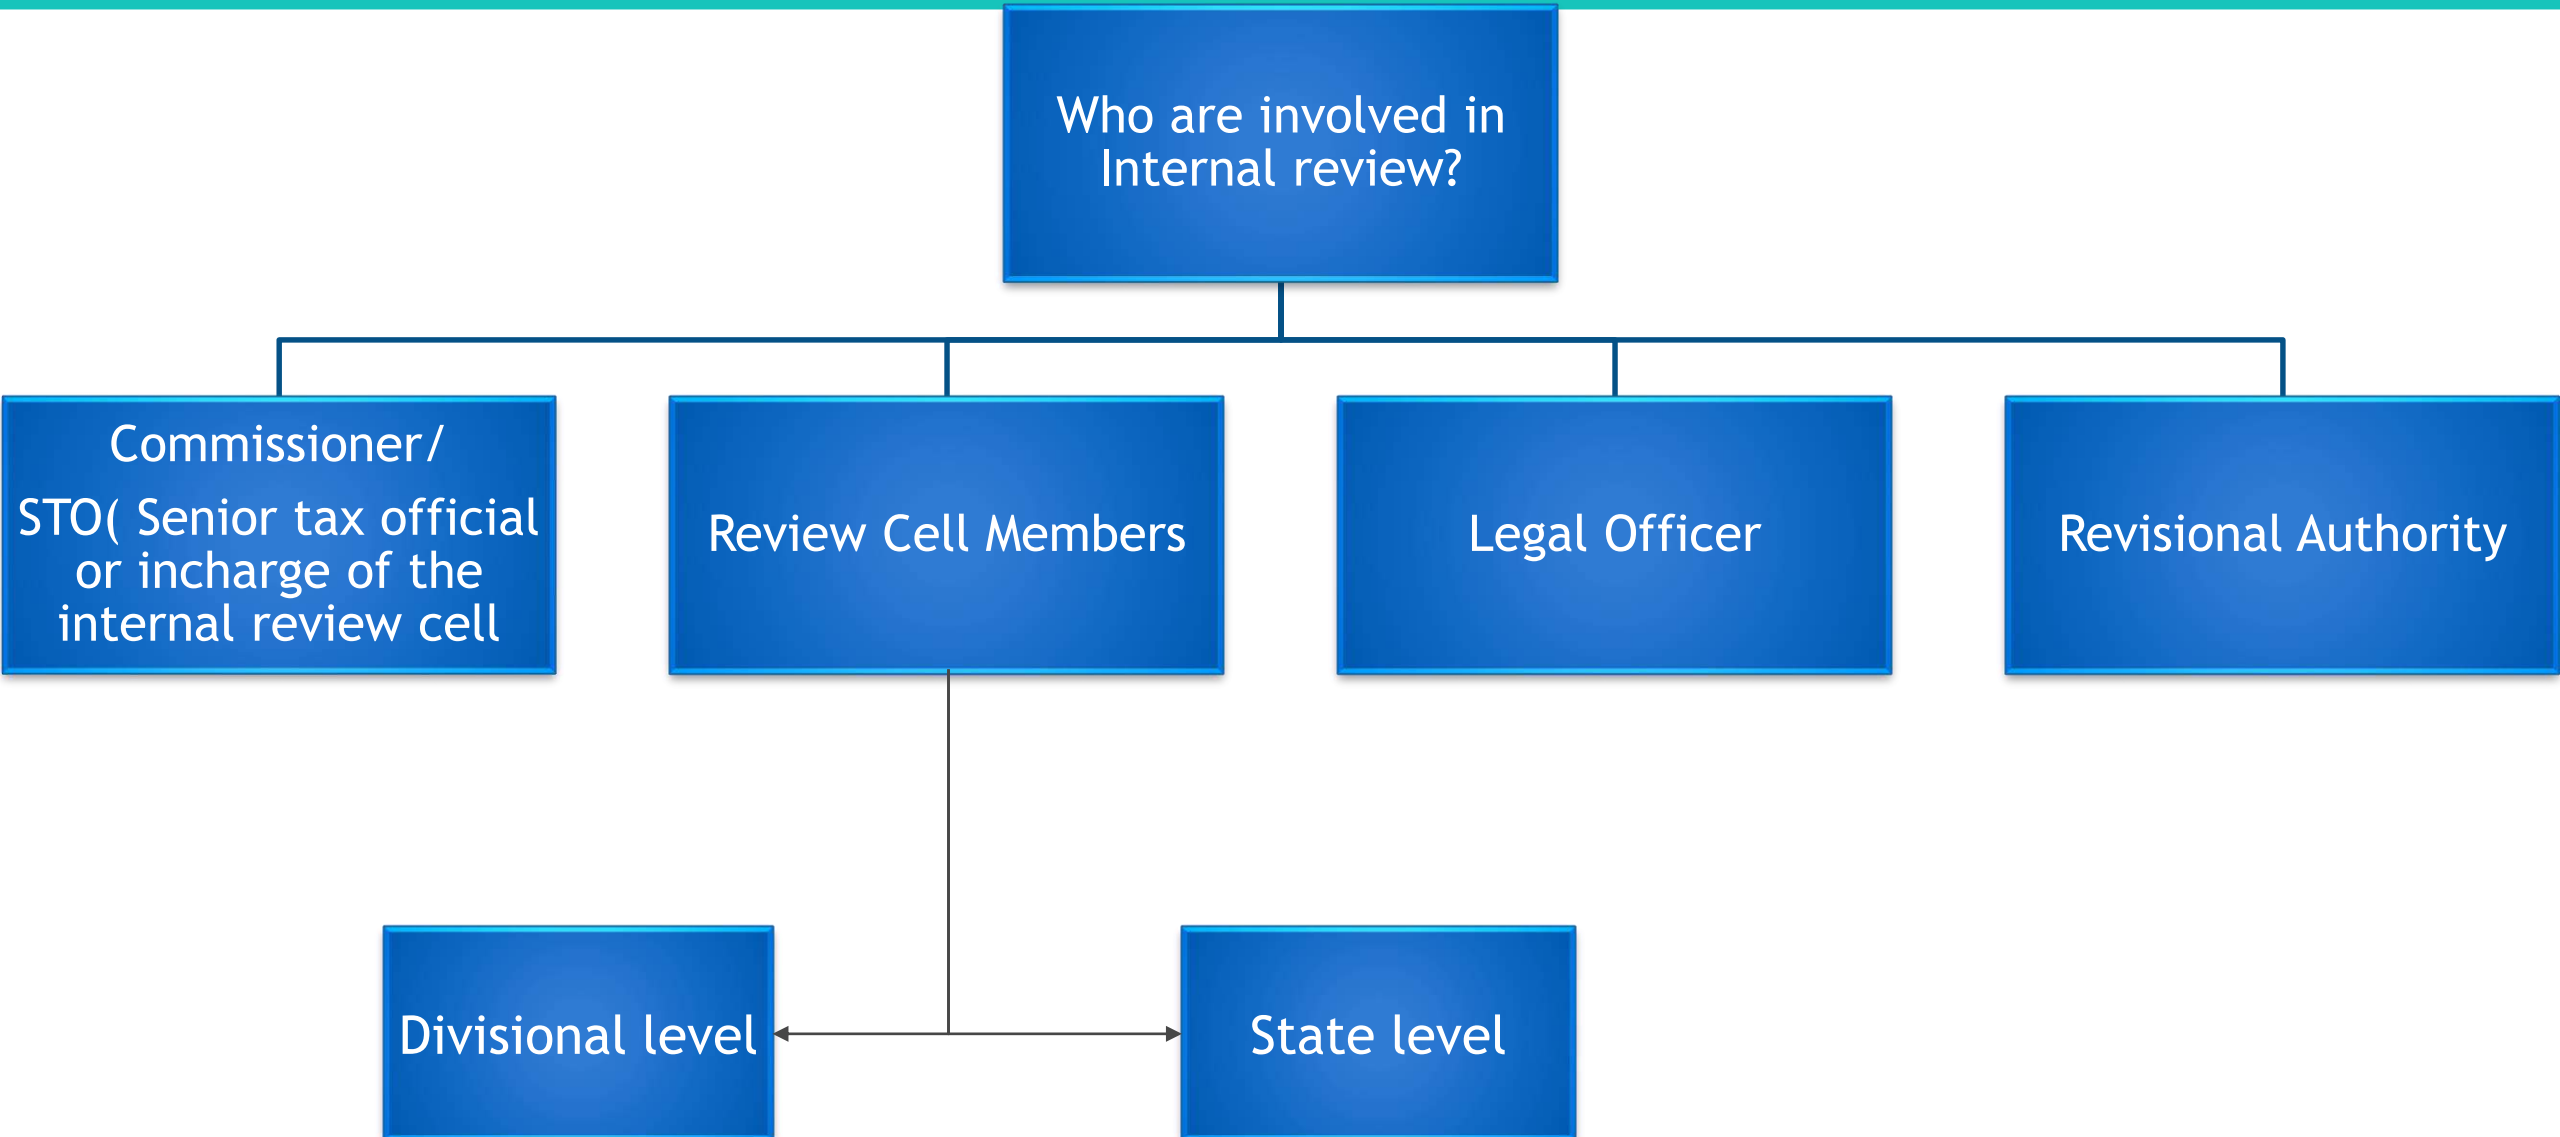 Who are involved in
Internal review?
Commissioner/
STO( Senior tax official
or incharge of the
internal review cell
Review Cell Members
Legal Officer
Revisional Authority
Divisional level
State level